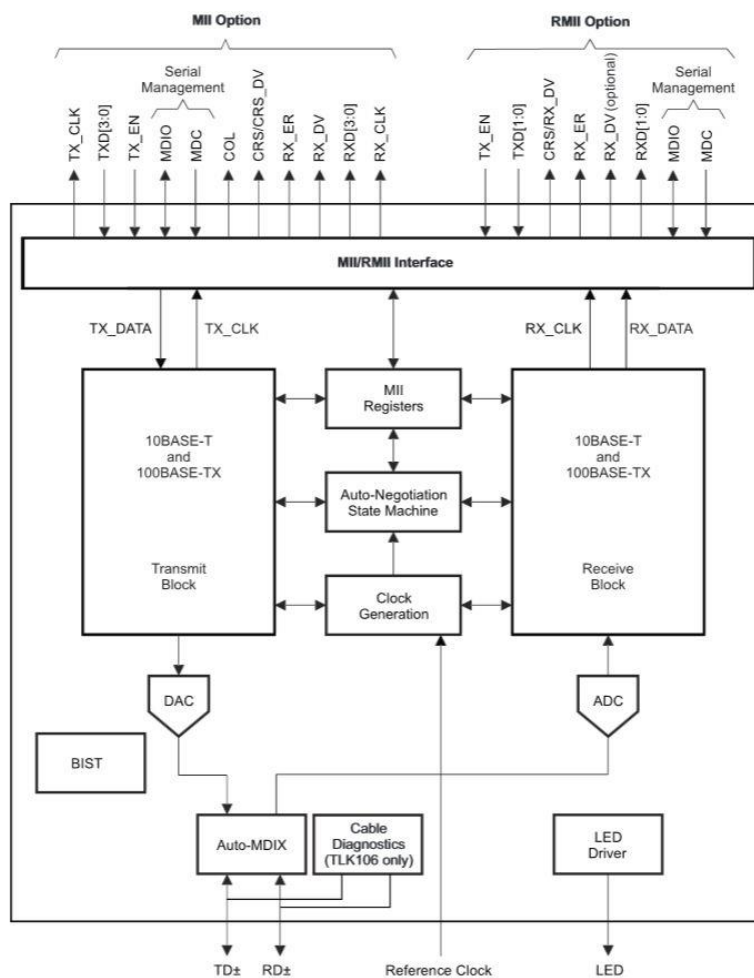 MII Option
RMII Option
Serial
Management
Serial
Management
TX_CLK
TXD[3:0]
TX_EN
MDIO
MDC
COL
CRS/CRS_DV
RX_ER
RX_DV
RXD[3:0]
RX_CLK
TX_EN
TXD[1:0]
CRS/RX_DV
RX_ER
RX_DV (optional)
RXD[1:0]
MDIO
MDC
MII/RMII Interface
TX_DATA
TX_CLK
RX_CLK
RX_DATA
10BASE-T
and
100BASE-TX
Transmit
Block
MII
Registers
Auto-Negotiation
State Machine
Clock
Generation
10BASE-T
and
100BASE-TX
Receive
Block
DAC
ADC
BIST
Auto-MDIX
Cable
Diagnostics
(TLK106 only)
LED
Driver
TD±
RD±
Reference Clock
LED